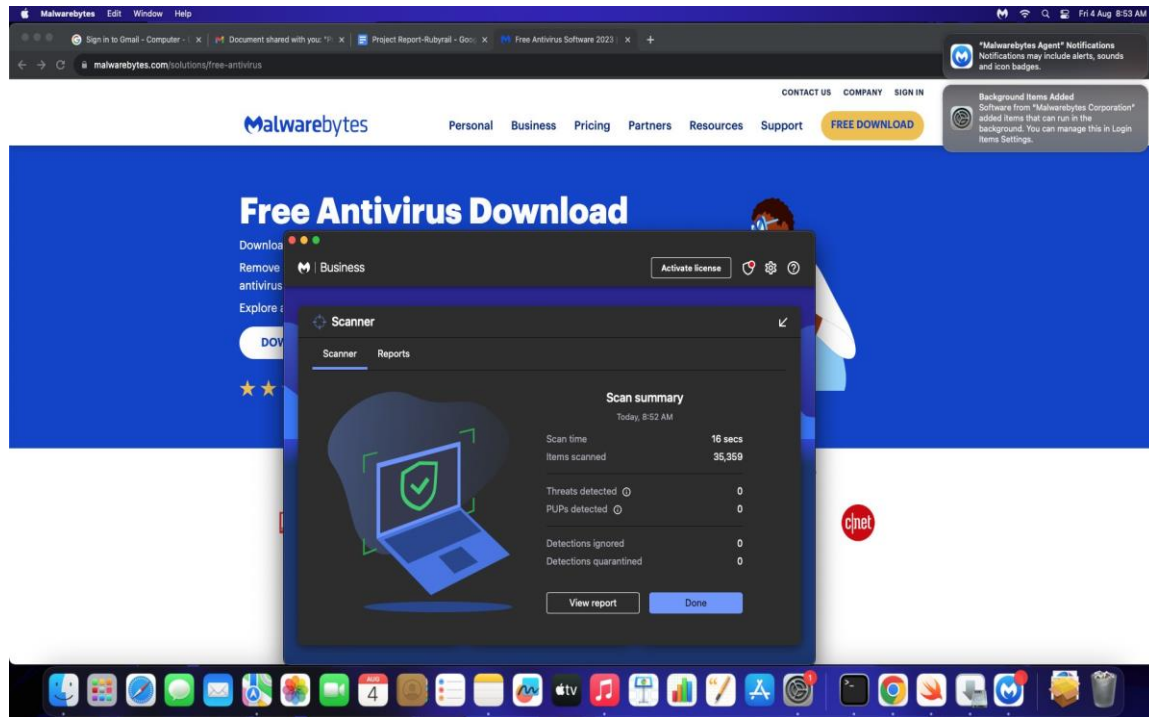 Malwarebytes Edit Window Help
Fri 4 Aug 8:53 AM
Sign in to Gmail - Computer -
Document shared with you: "
Project Report-Rubyrail - Goo
Free Antivirus Software 2023
malwarebytes.com/solutions/free-antivirus
"Malwarebytes Agent" Notifications
Notifications may include alerts, sounds
and icon badges.
Background Items Added
Software from "Malwarebytes Corporation"
added items that can run in the
background. You can manage this in Login
Items Settings.
CONTACT US COMPANY SIGN IN
Malwarebytes
Personal Business Pricing Partners Resources Support FREE DOWNLOAD
Free Antivirus Download
Downloa
Remove
antivirus
Explore a
DOW
Business
Activate license
Scanner
Scanner Reports
Scan summary
Today, 8:52 AM
Scan time 16 secs
Items scanned 35,359
Threats detected 0
PUPs detected 0
Detections ignored 0
Detections quarantined 0
View report Done
c|net
AUG
4
tv
1